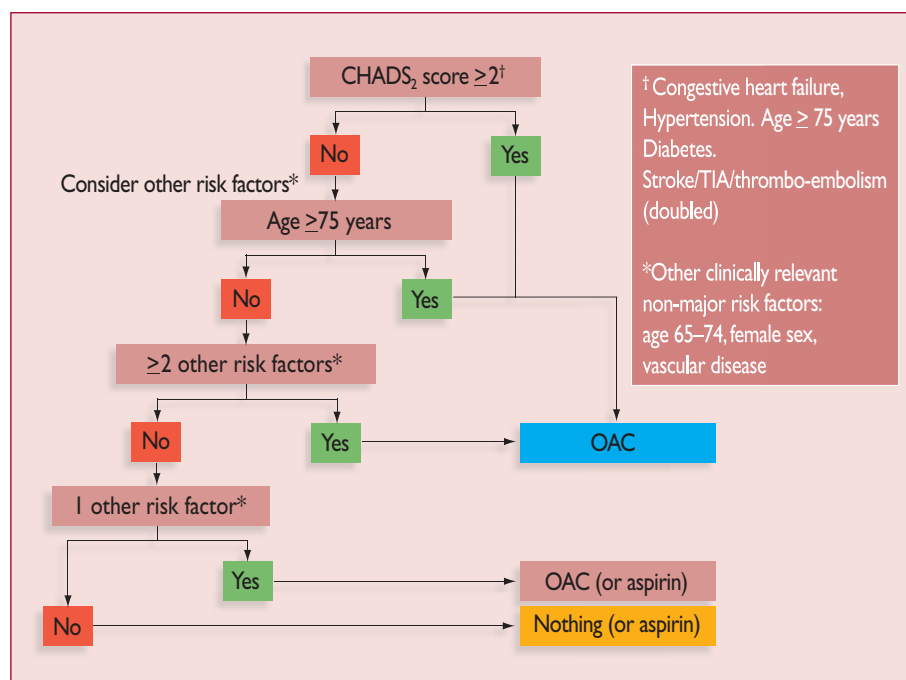 CHADS₂ score ≥2†
No
Yes
Consider other risk factors*
Age ≥75 years
No
Yes
≥2 other risk factors*
No
Yes
OAC
1 other risk factor*
Yes
OAC (or aspirin)
No
Nothing (or aspirin)
† Congestive heart failure,
Hypertension. Age ≥ 75 years
Diabetes.
Stroke/TIA/thrombo-embolism
(doubled)
*Other clinically relevant
non-major risk factors:
age 65–74, female sex,
vascular disease